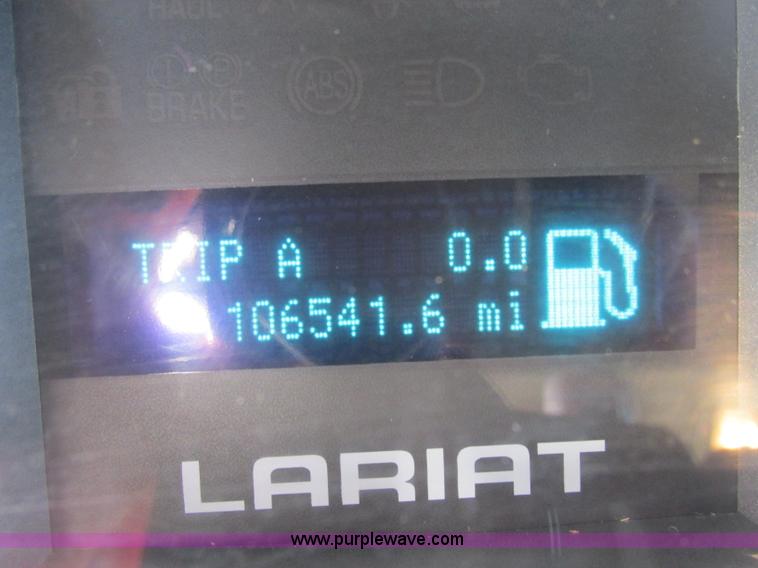 HAUL
BRAKE
ABS
TRIP A 0.0
106541.6 mi
LARIAT
www.purplewave.com